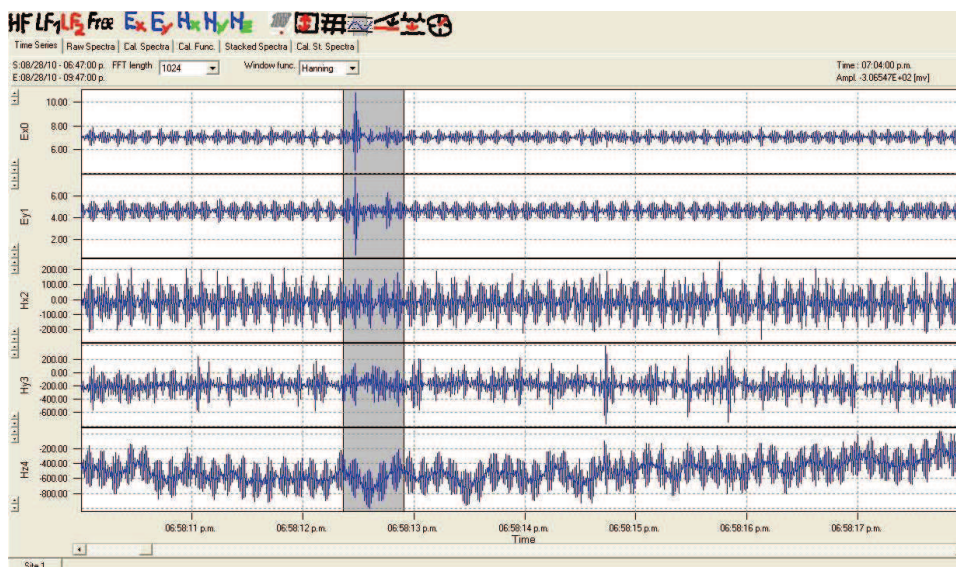 HF LF1 LF2 Free Ex Ey Hx Hy Hz
Time Series Raw Spectra Cal. Spectra Cal. Func. Stacked Spectra Cal. St. Spectra
S:08/28/10 - 06:47:00 p. FFT length 1024 Window func. Hanning Time : 07:04:00 p.m.
E:08/28/10 - 09:47:00 p. Ampl. -3.06547E+02 [mv]
Ex0
10.00
8.00
6.00
Ey1
6.00
4.00
2.00
Hx2
200.00
100.00
0.00
-100.00
-200.00
Hy3
200.00
0.00
-200.00
-400.00
-600.00
Hz4
-200.00
-400.00
-600.00
-800.00
06:58:11 p.m. 06:58:12 p.m. 06:58:13 p.m. 06:58:14 p.m. 06:58:15 p.m. 06:58:16 p.m. 06:58:17 p.m.
Time
Site 1